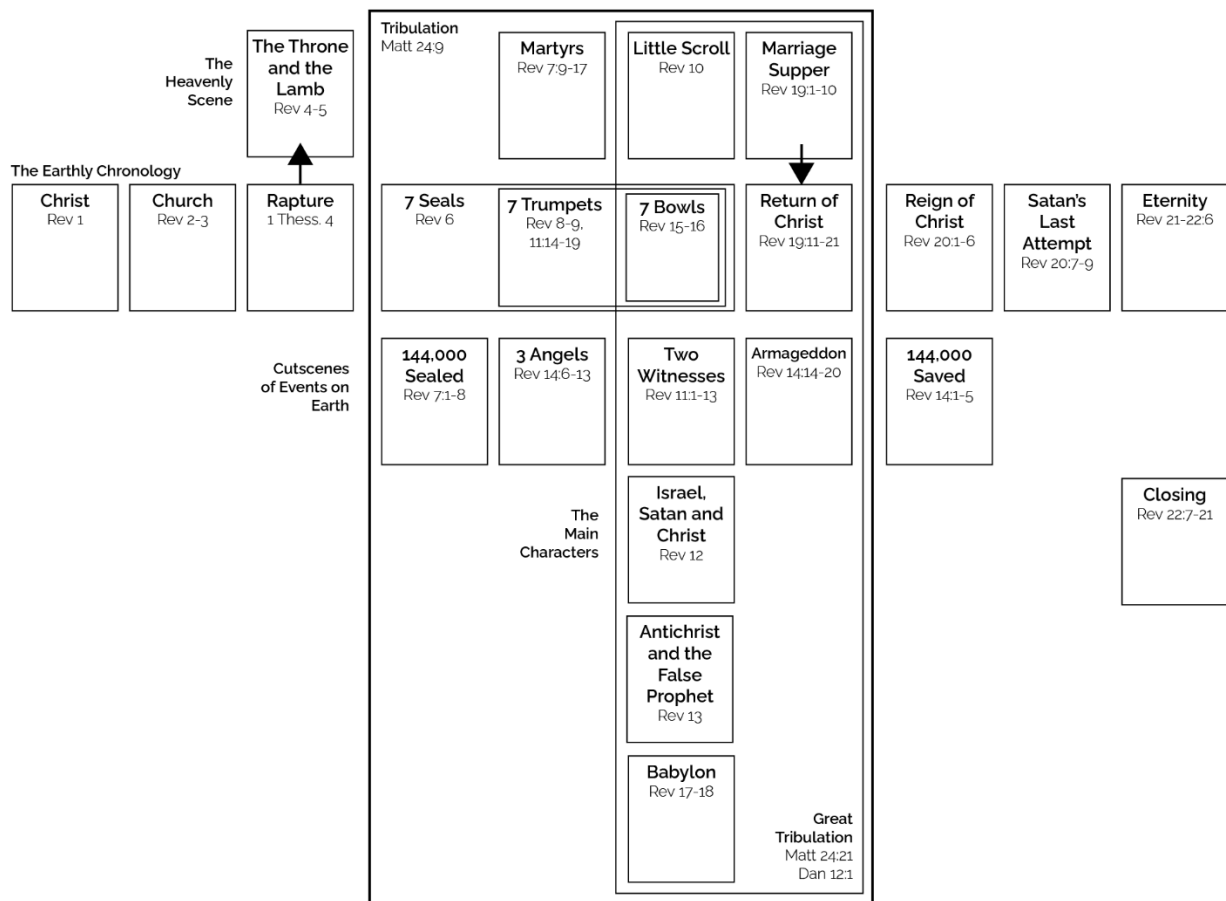 Tribulation
Matt 24:9
The
Heavenly
Scene
The Throne
and the
Lamb
Rev 4-5
Martyrs
Rev 7:9-17
Little Scroll
Rev 10
Marriage
Supper
Rev 19:1-10
The Earthly Chronology
Christ
Rev 1
Church
Rev 2-3
Rapture
1 Thess. 4
7 Seals
Rev 6
7 Trumpets
Rev 8-9,
11:14-19
7 Bowls
Rev 15-16
Return of
Christ
Rev 19:11-21
Reign of
Christ
Rev 20:1-6
Satan's
Last
Attempt
Rev 20:7-9
Eternity
Rev 21-22:6
Cutscenes
of Events on
Earth
144,000
Sealed
Rev 7:1-8
3 Angels
Rev 14:6-13
Two
Witnesses
Rev 11:1-13
Armageddon
Rev 14:14-20
144,000
Saved
Rev 14:1-5
The
Main
Characters
Israel,
Satan and
Christ
Rev 12
Closing
Rev 22:7-21
Antichrist
and the
False
Prophet
Rev 13
Babylon
Rev 17-18
Great
Tribulation
Matt 24:21
Dan 12:1